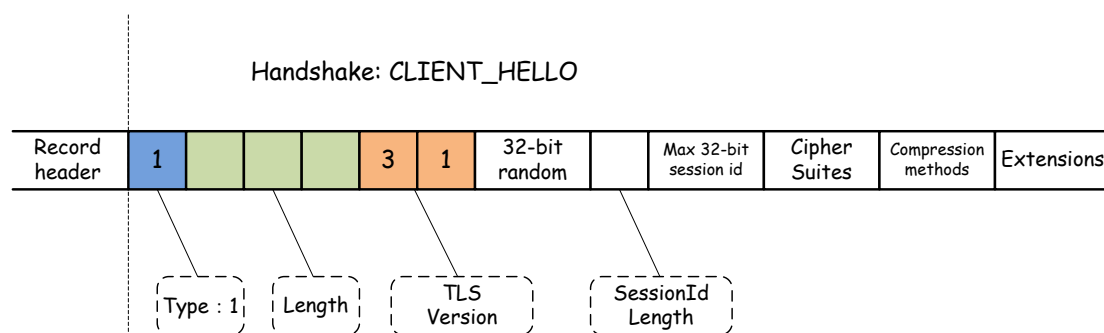 Handshake: CLIENT_HELLO
Record
header
1
3
1
32-bit
random
Max 32-bit
session id
Cipher
Suites
Compression
methods
Extensions
Type : 1
Length
TLS
Version
SessionId
Length